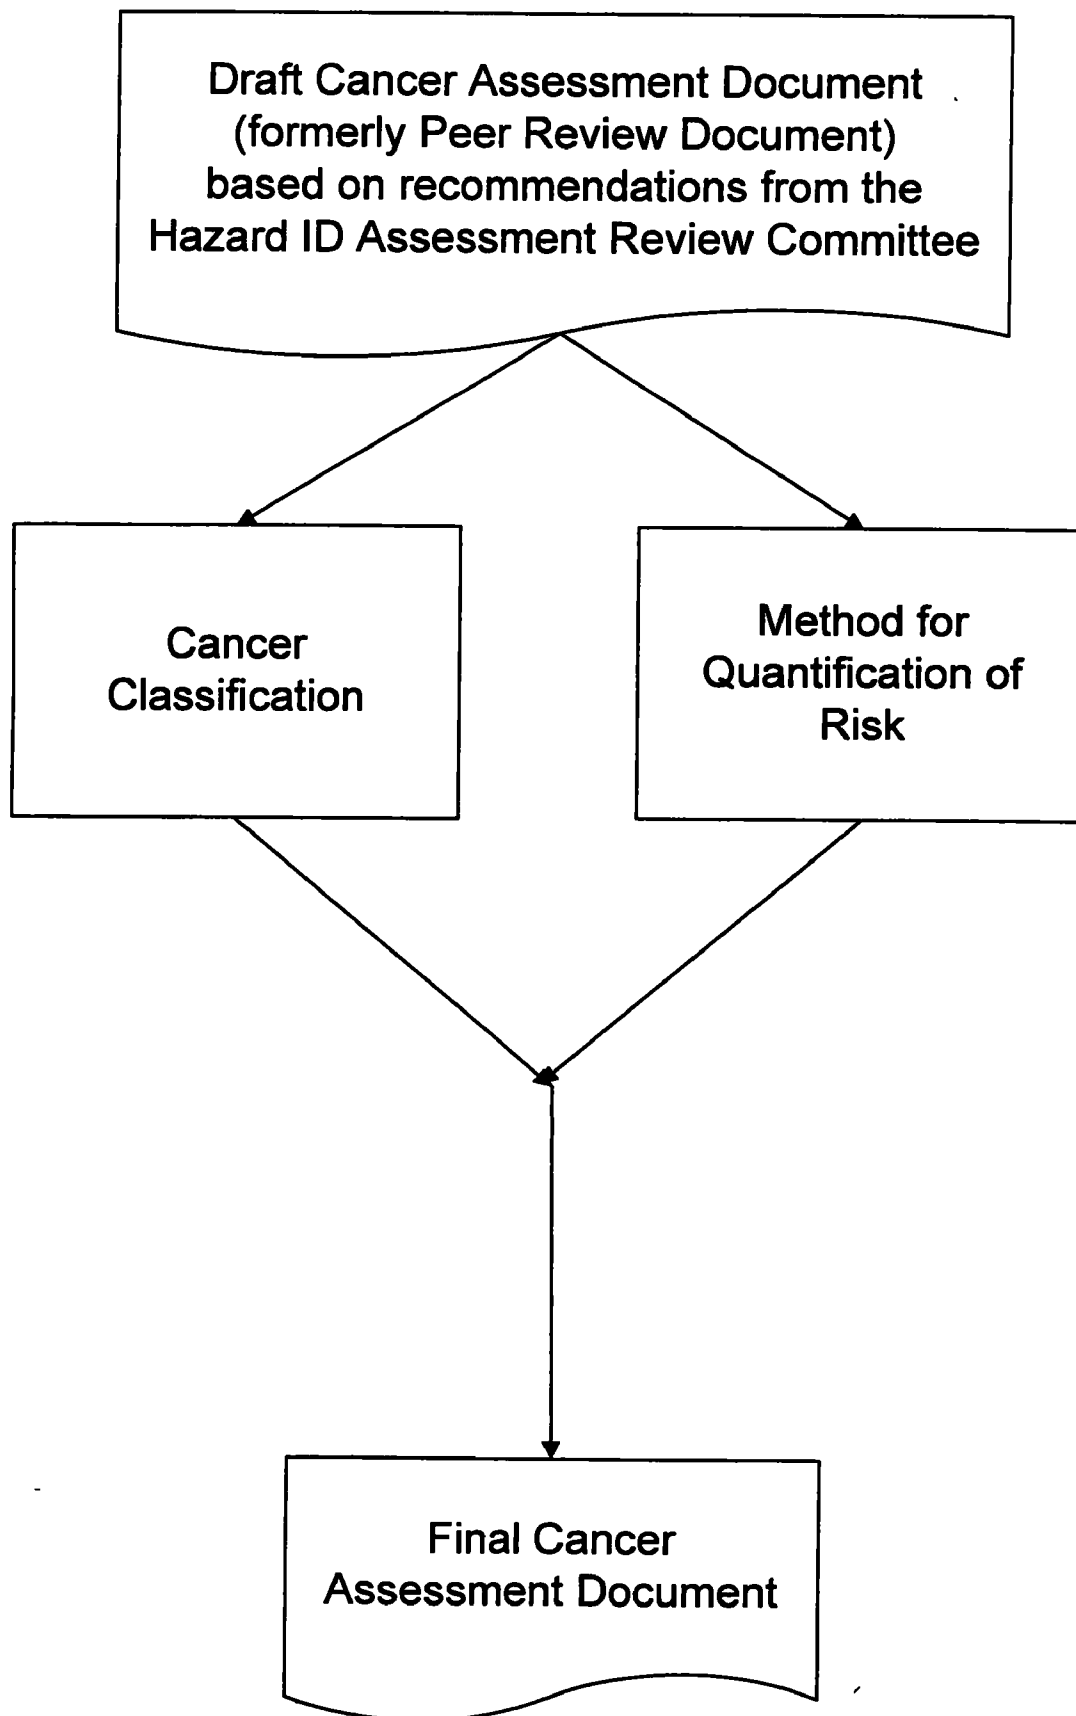 Draft Cancer Assessment Document
(formerly Peer Review Document)
based on recommendations from the
Hazard ID Assessment Review Committee
Cancer
Classification
Method for
Quantification of
Risk
Final Cancer
Assessment Document